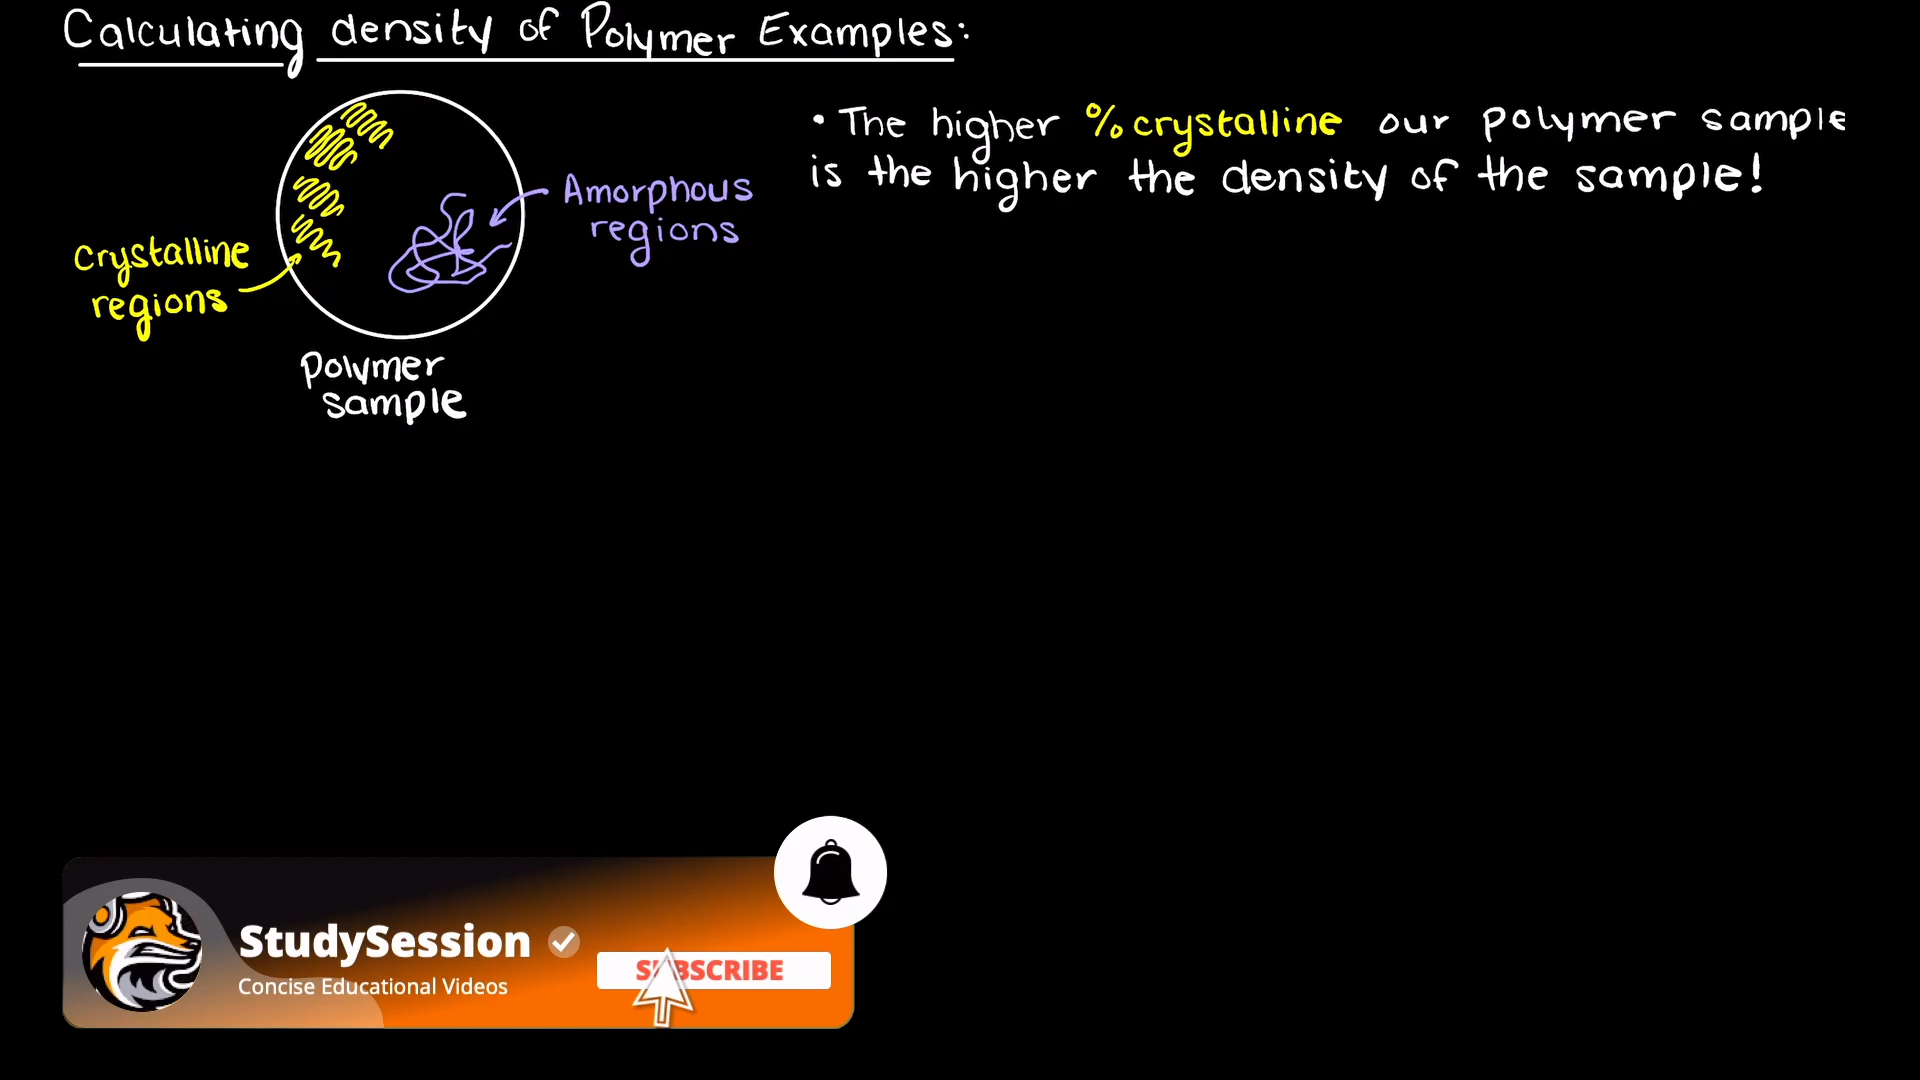 Calculating density of Polymer Examples:
• The higher % crystalline our polymer sample
is the higher the density of the sample!
Amorphous
regions
Crystalline
regions
Polymer
sample
StudySession
Concise Educational Videos
SUBSCRIBE